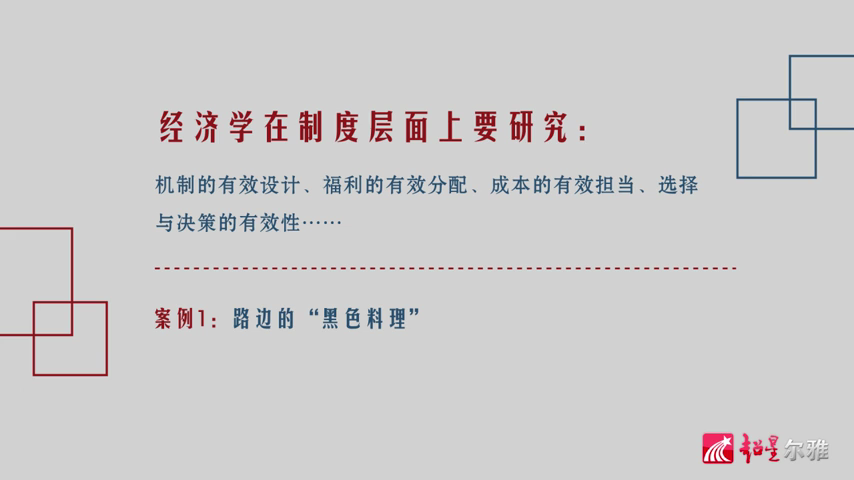 经济学在制度层面上要研究：
机制的有效设计、福利的有效分配、成本的有效担当、选择
与决策的有效性……
案例1：路边的“黑色料理”
超星尔雅